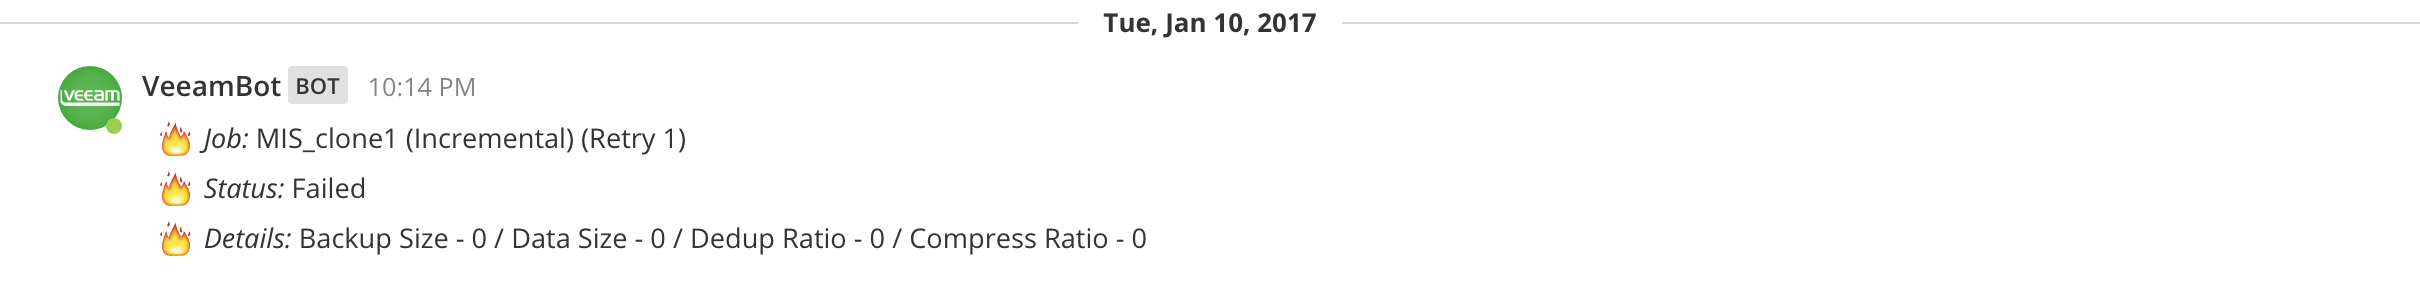 Tue, Jan 10, 2017
veeam
VeeamBot BOT 10:14 PM
Job: MIS_clone1 (Incremental) (Retry 1)
Status: Failed
Details: Backup Size - 0 / Data Size - 0 / Dedup Ratio - 0 / Compress Ratio - 0